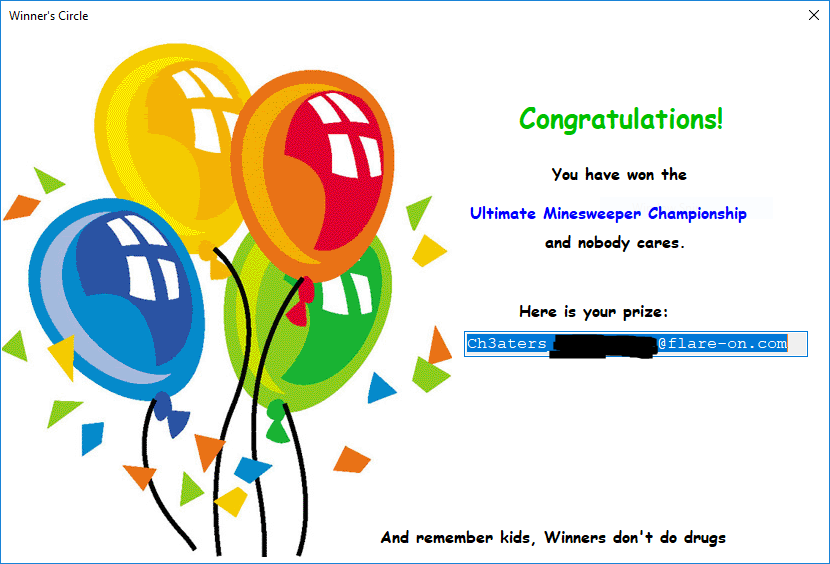 Winner's Circle
Congratulations!
You have won the
Ultimate Minesweeper Championship
and nobody cares.
Here is your prize:
Ch3aters @flare-on.com
And remember kids, Winners don't do drugs